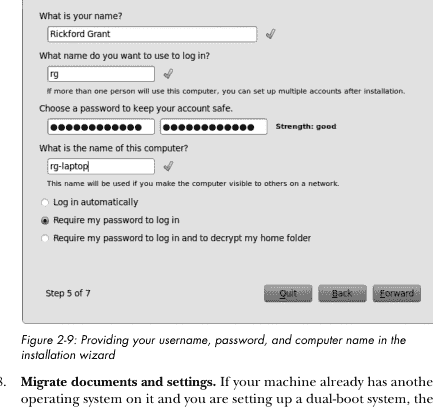 What is your name?
Rickford Grant
What name do you want to use to log in?
rg
If more than one person will use this computer, you can set up multiple accounts after installation.
Choose a password to keep your account safe.
●●●●●●●●●●●● ●●●●●●●●●●●● Strength: good
What is the name of this computer?
rg-laptop
This name will be used if you make the computer visible to others on a network.
Log in automatically
Require my password to log in
Require my password to log in and to decrypt my home folder
Step 5 of 7 Quit Back Forward
Figure 2-9: Providing your username, password, and computer name in the
installation wizard
8. Migrate documents and settings. If your machine already has anothe
operating system on it and you are setting up a dual-boot system, the